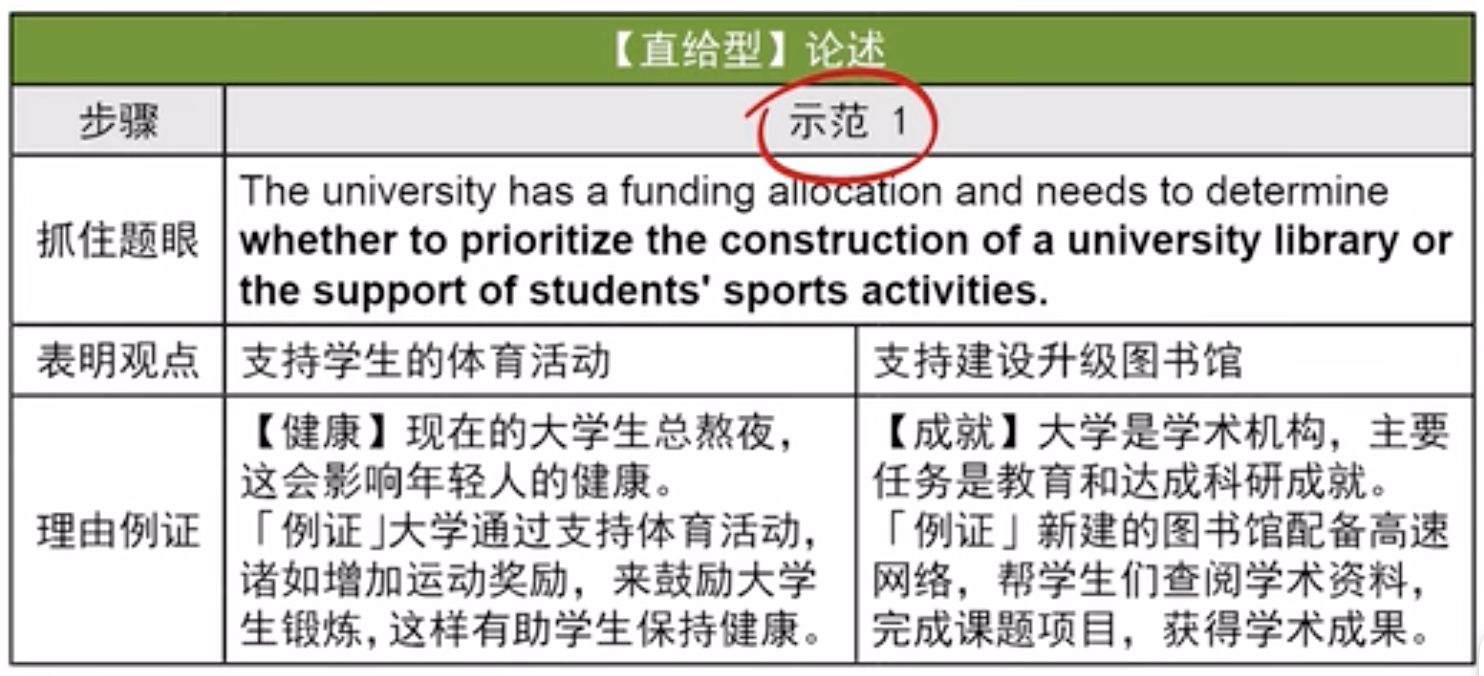 【直给型】论述
步骤
示范 1
抓住题眼
The university has a funding allocation and needs to determine
whether to prioritize the construction of a university library or
the support of students' sports activities.
表明观点
支持学生的体育活动
支持建设升级图书馆
理由例证
【健康】现在的大学生总熬夜，
这会影响年轻人的健康。
「例证」大学通过支持体育活动，
诸如增加运动奖励，来鼓励大学
生锻炼，这样有助学生保持健康。
【成就】大学是学术机构，主要
任务是教育和达成科研成就。
「例证」新建的图书馆配备高速
网络，帮学生们查阅学术资料，
完成课题项目，获得学术成果。